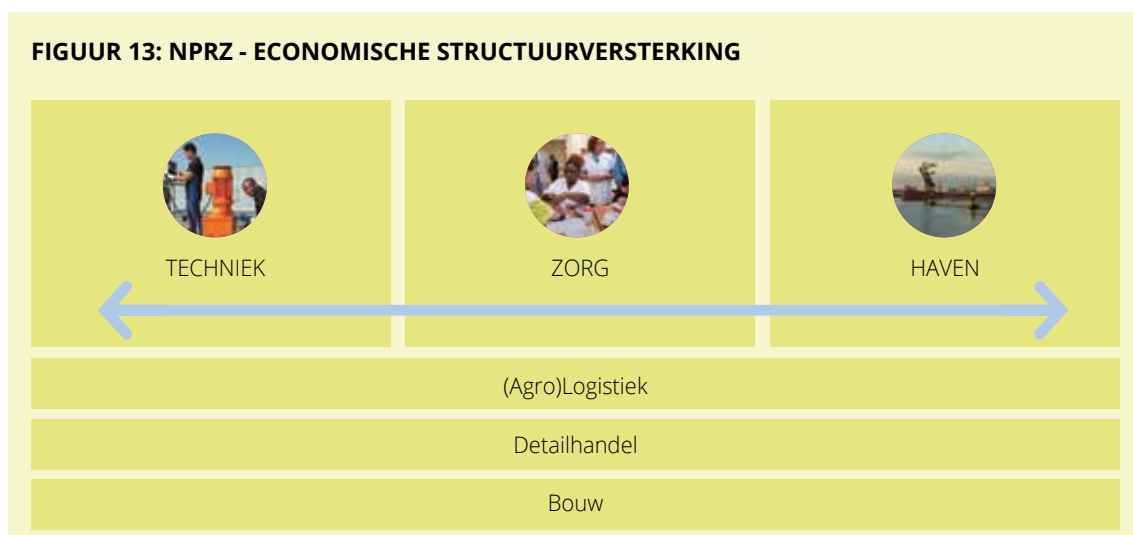 FIGUUR 13: NPRZ - ECONOMISCHE STRUCTUURVERSTERKING
TECHNIEK
ZORG
HAVEN
(Agro)Logistiek
Detailhandel
Bouw